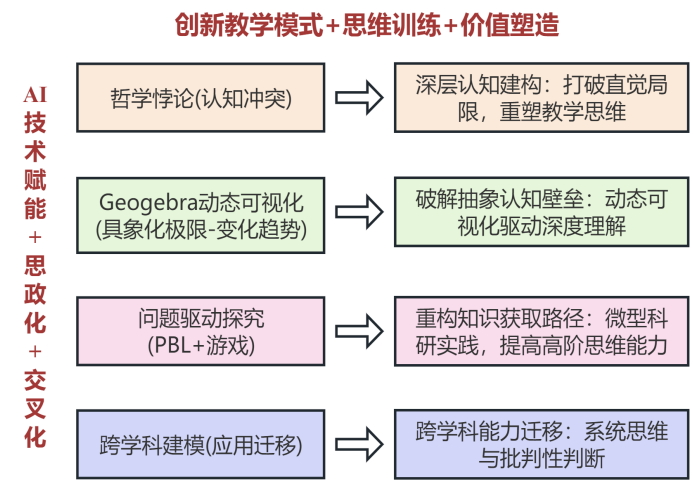 创新教学模式+思维训练+价值塑造
AI技术赋能+思政化+交叉化
哲学悖论(认知冲突)
深层认知建构：打破直觉局
限，重塑教学思维
Geogebra动态可视化
(具象化极限-变化趋势)
破解抽象认知壁垒：动态可
视化驱动深度理解
问题驱动探究
(PBL+游戏)
重构知识获取路径：微型科
研实践，提高高阶思维能力
跨学科建模(应用迁移)
跨学科能力迁移：系统思维
与批判性判断